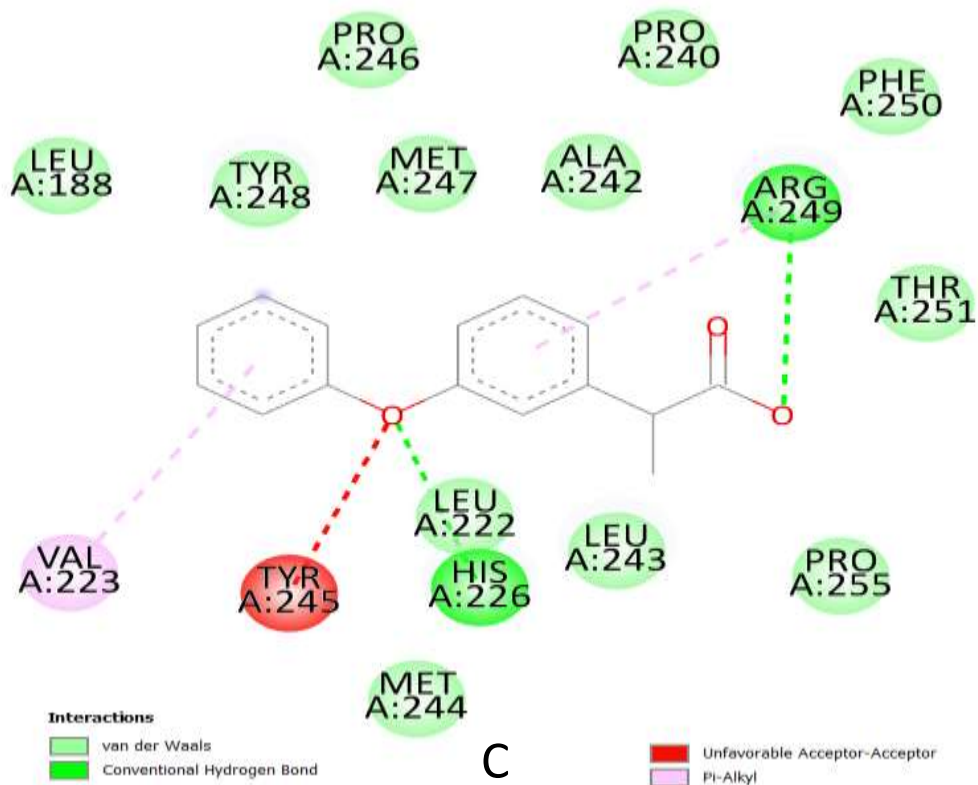 PRO
A:246
PRO
A:240
PHE
A:250
LEU
A:188
TYR
A:248
MET
A:247
ALA
A:242
ARG
A:249
THR
A:251
O
O
O
LEU
A:222
VAL
A:223
TYR
A:245
HIS
A:226
LEU
A:243
PRO
A:255
MET
A:244
Interactions
van der Waals
Conventional Hydrogen Bond
C
Unfavorable Acceptor-Acceptor
Pi-Alkyl